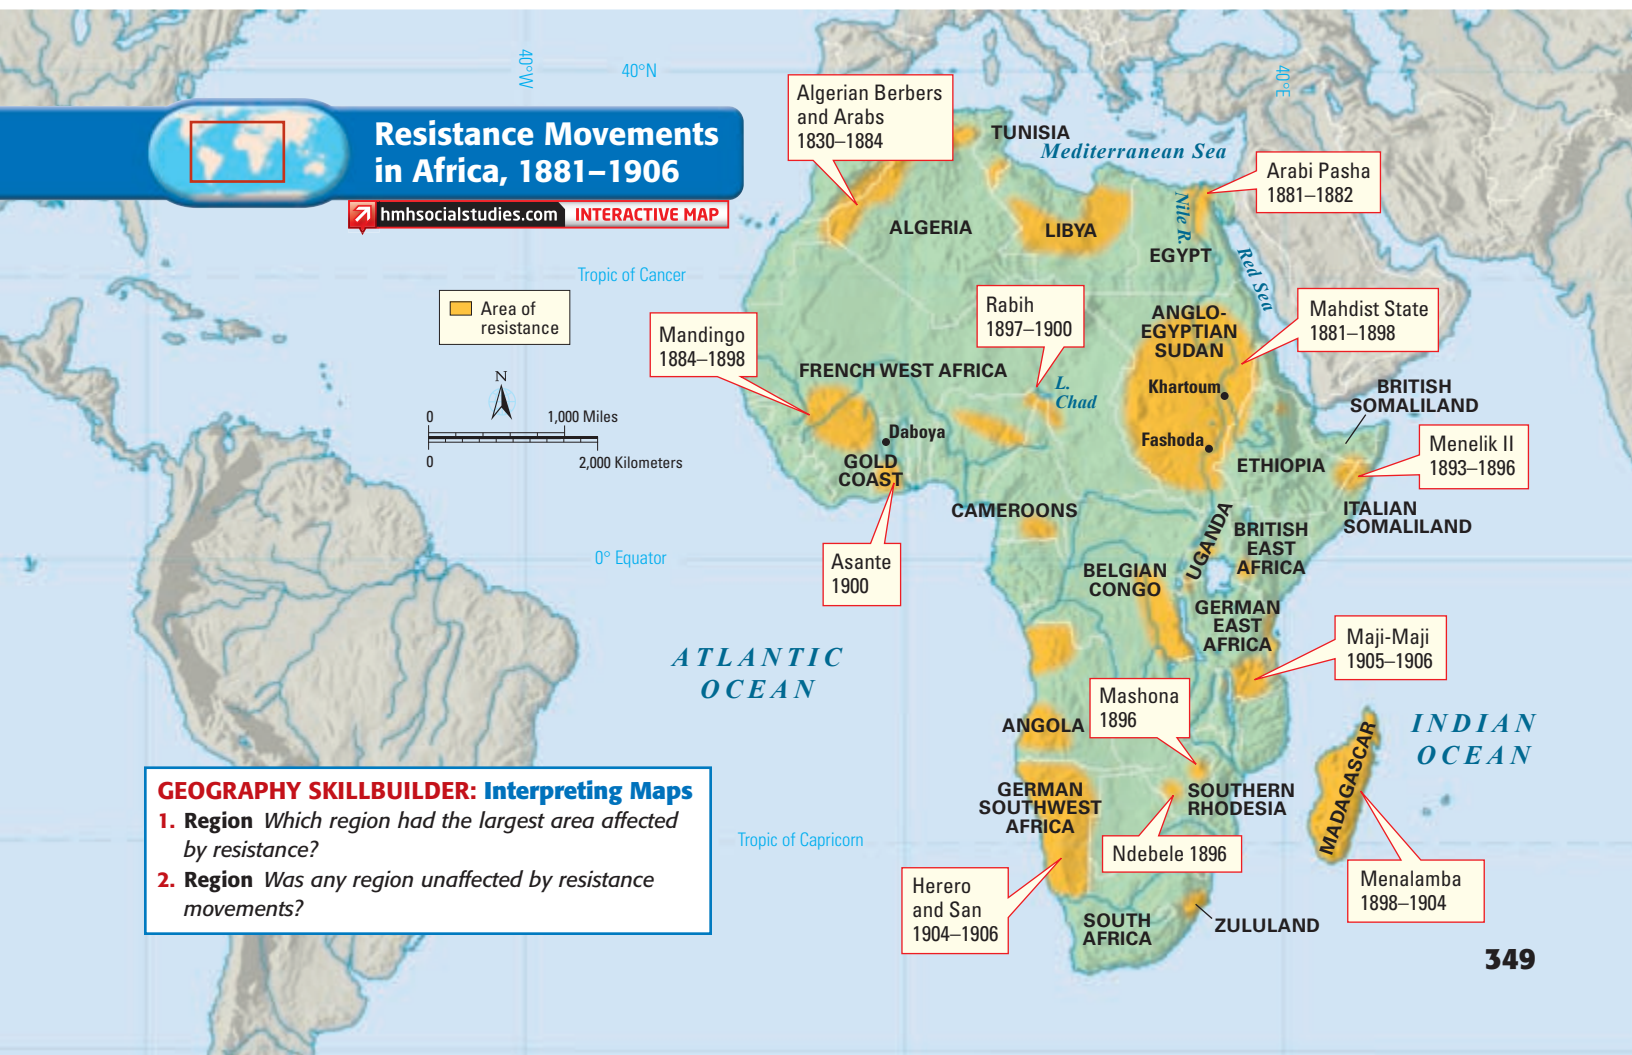 Resistance Movements
in Africa, 1881–1906
hmhsocialstudies.com INTERACTIVE MAP
40°W
40°N
40°E
Tropic of Cancer
Area of
resistance
N
0
1,000 Miles
0
2,000 Kilometers
0° Equator
ATLANTIC
OCEAN
Tropic of Capricorn
Algerian Berbers
and Arabs
1830–1884
TUNISIA
Mediterranean Sea
Arabi Pasha
1881–1882
ALGERIA
LIBYA
Nile R.
EGYPT
Red Sea
Rabih
1897–1900
ANGLO-
EGYPTIAN
SUDAN
Mahdist State
1881–1898
Mandingo
1884–1898
FRENCH WEST AFRICA
L.
Chad
Khartoum
BRITISH
SOMALILAND
Daboya
Fashoda
Menelik II
1893–1896
GOLD
COAST
ETHIOPIA
CAMEROONS
ITALIAN
SOMALILAND
Asante
1900
UGANDA
BRITISH
EAST
AFRICA
BELGIAN
CONGO
GERMAN
EAST
AFRICA
Maji-Maji
1905–1906
Mashona
1896
ANGOLA
INDIAN
OCEAN
MADAGASCAR
GERMAN
SOUTHWEST
AFRICA
SOUTHERN
RHODESIA
Ndebele 1896
Herero
and San
1904–1906
Menalamba
1898–1904
SOUTH
AFRICA
ZULULAND
GEOGRAPHY SKILLBUILDER: Interpreting Maps
1. Region Which region had the largest area affected
by resistance?
2. Region Was any region unaffected by resistance
movements?
349